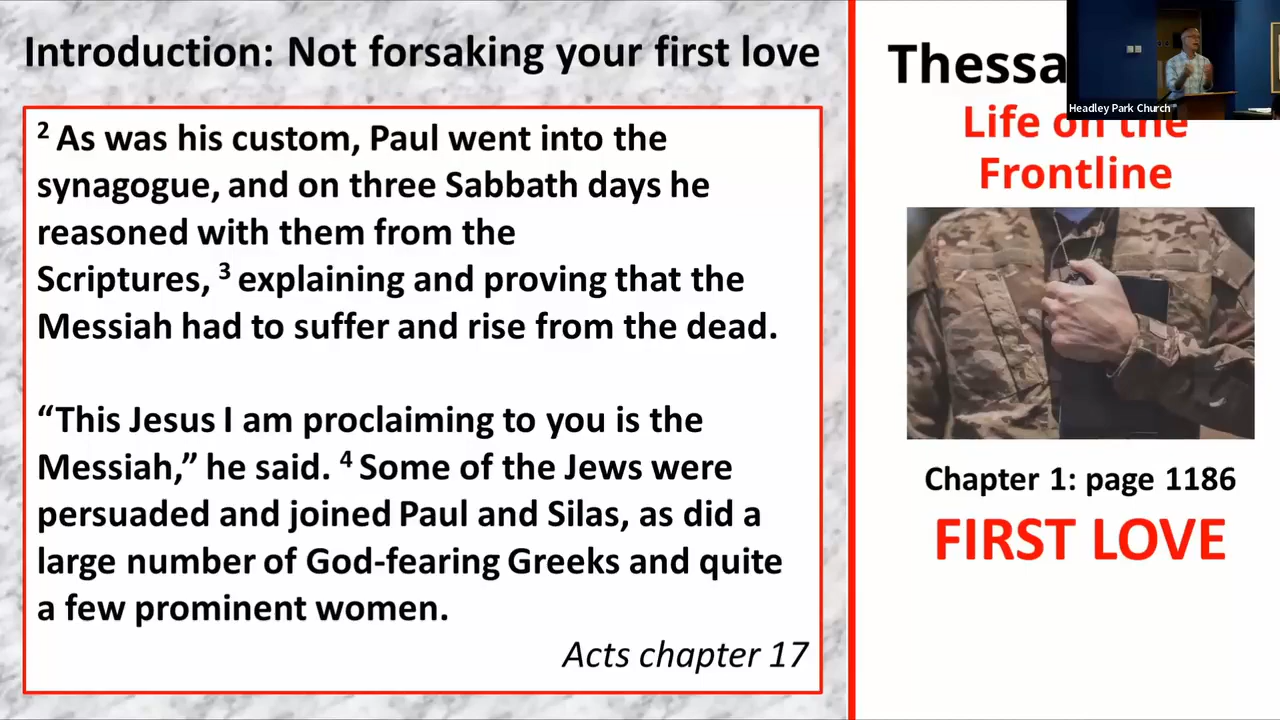 Introduction: Not forsaking your first love
2 As was his custom, Paul went into the
synagogue, and on three Sabbath days he
reasoned with them from the
Scriptures, 3 explaining and proving that the
Messiah had to suffer and rise from the dead.
“This Jesus I am proclaiming to you is the
Messiah,” he said. 4 Some of the Jews were
persuaded and joined Paul and Silas, as did a
large number of God-fearing Greeks and quite
a few prominent women.
Acts chapter 17
Thessa
Headley Park Church
Life on the
Frontline
Chapter 1: page 1186
FIRST LOVE